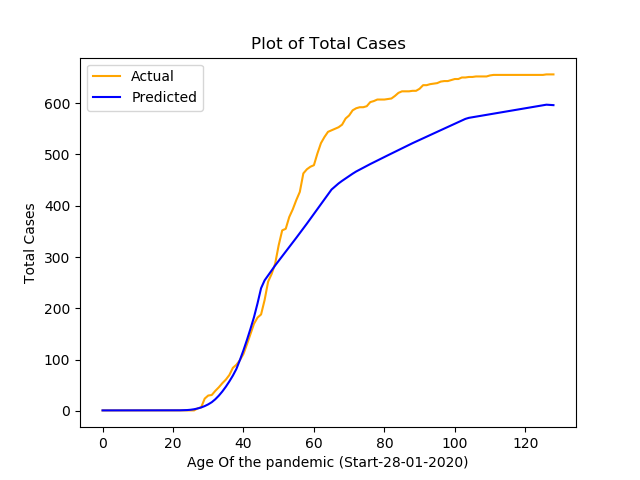 Plot of Total Cases
Actual
Predicted
Total Cases
600
500
400
300
200
100
0
0 20 40 60 80 100 120
Age Of the pandemic (Start-28-01-2020)